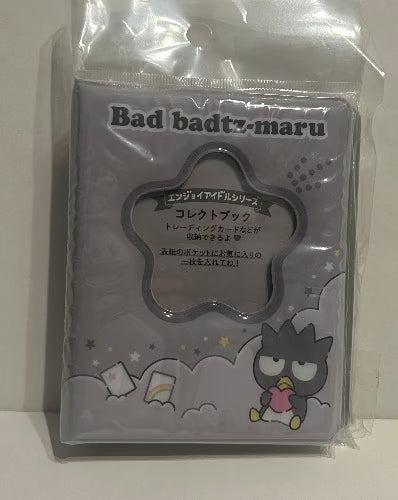 Bad badtz-maru
エンジョイアイドルシリーズ
コレクトブック
トレーディングカードなどが
収納できるよ♥
表紙のポケットにお気に入りの
一枚を入れてね！